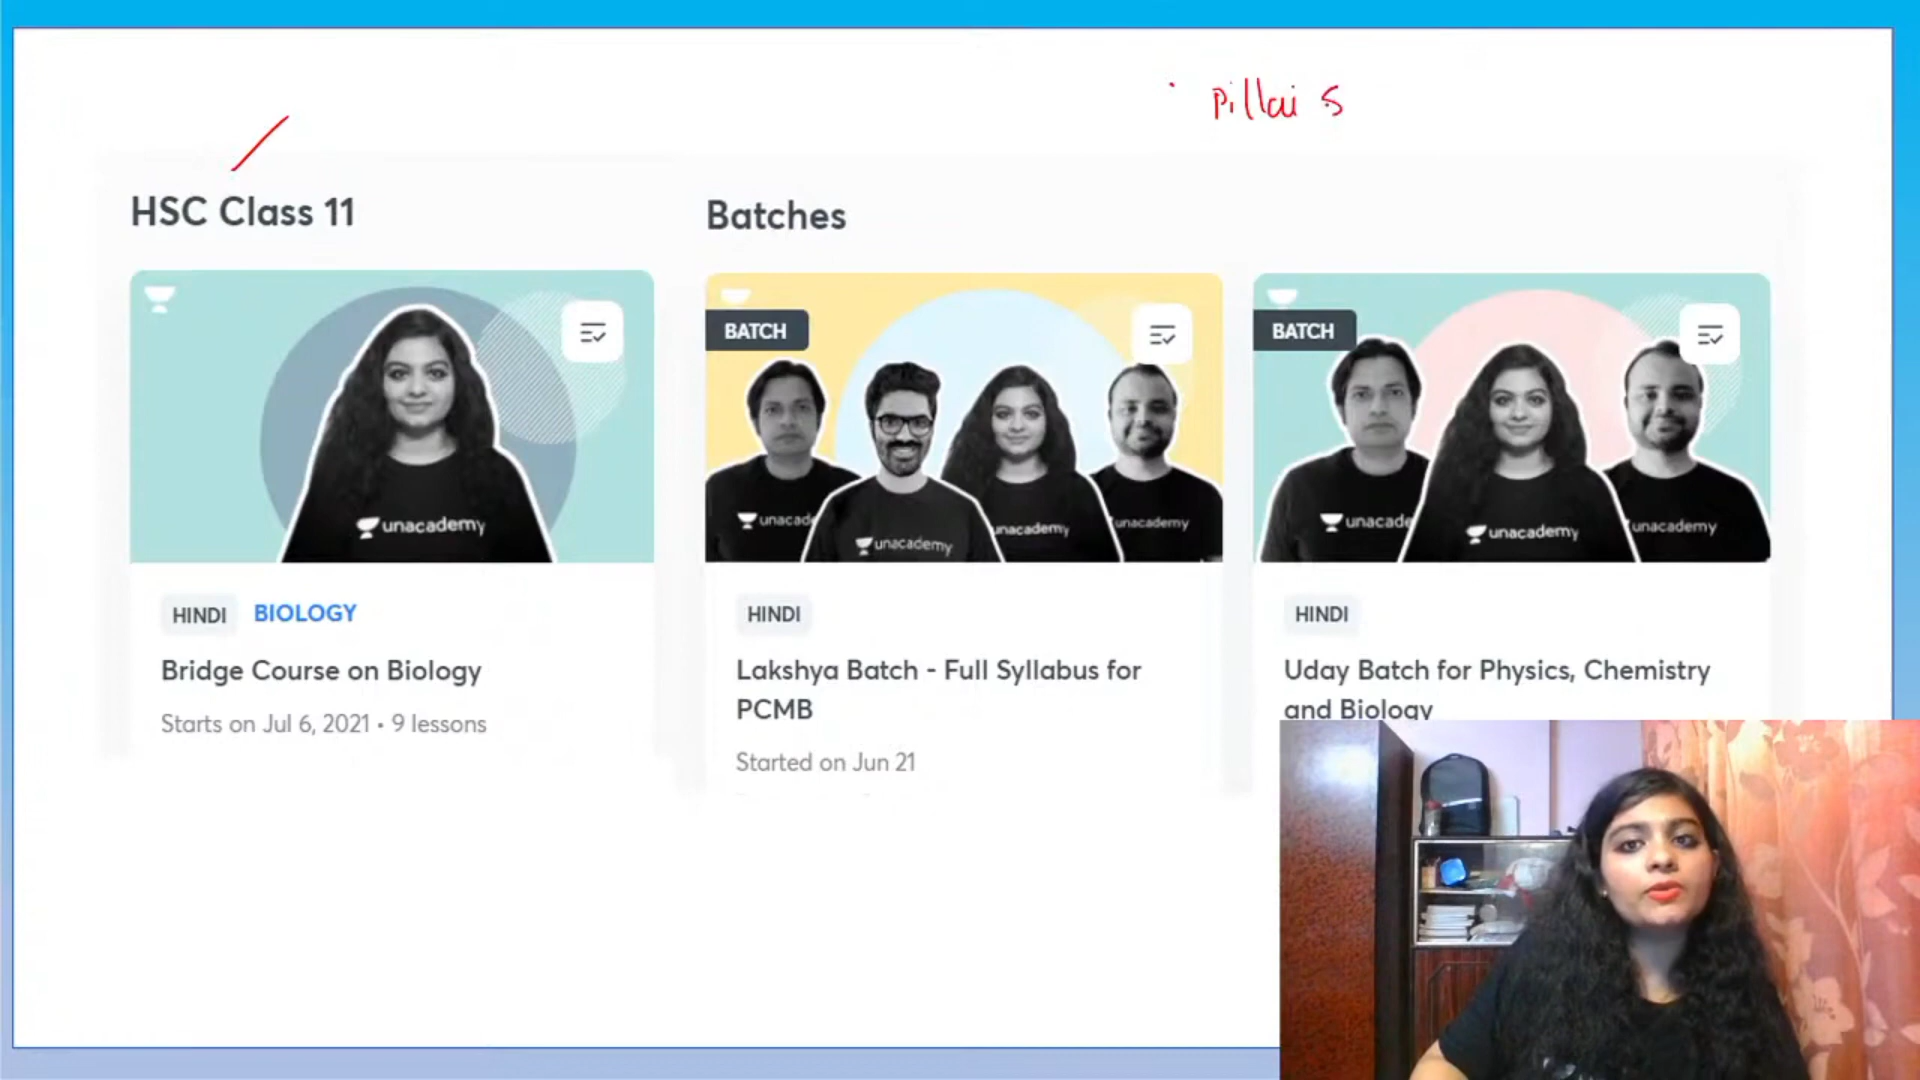 Pillai S
HSC Class 11
Batches
BATCH
BATCH
unacademy
unacade
unacademy
unacademy
unacademy
unacade
unacademy
unacademy
HINDI BIOLOGY
HINDI
HINDI
Bridge Course on Biology
Starts on Jul 6, 2021 • 9 lessons
Lakshya Batch - Full Syllabus for
PCMB
Started on Jun 21
Uday Batch for Physics, Chemistry
and Biology